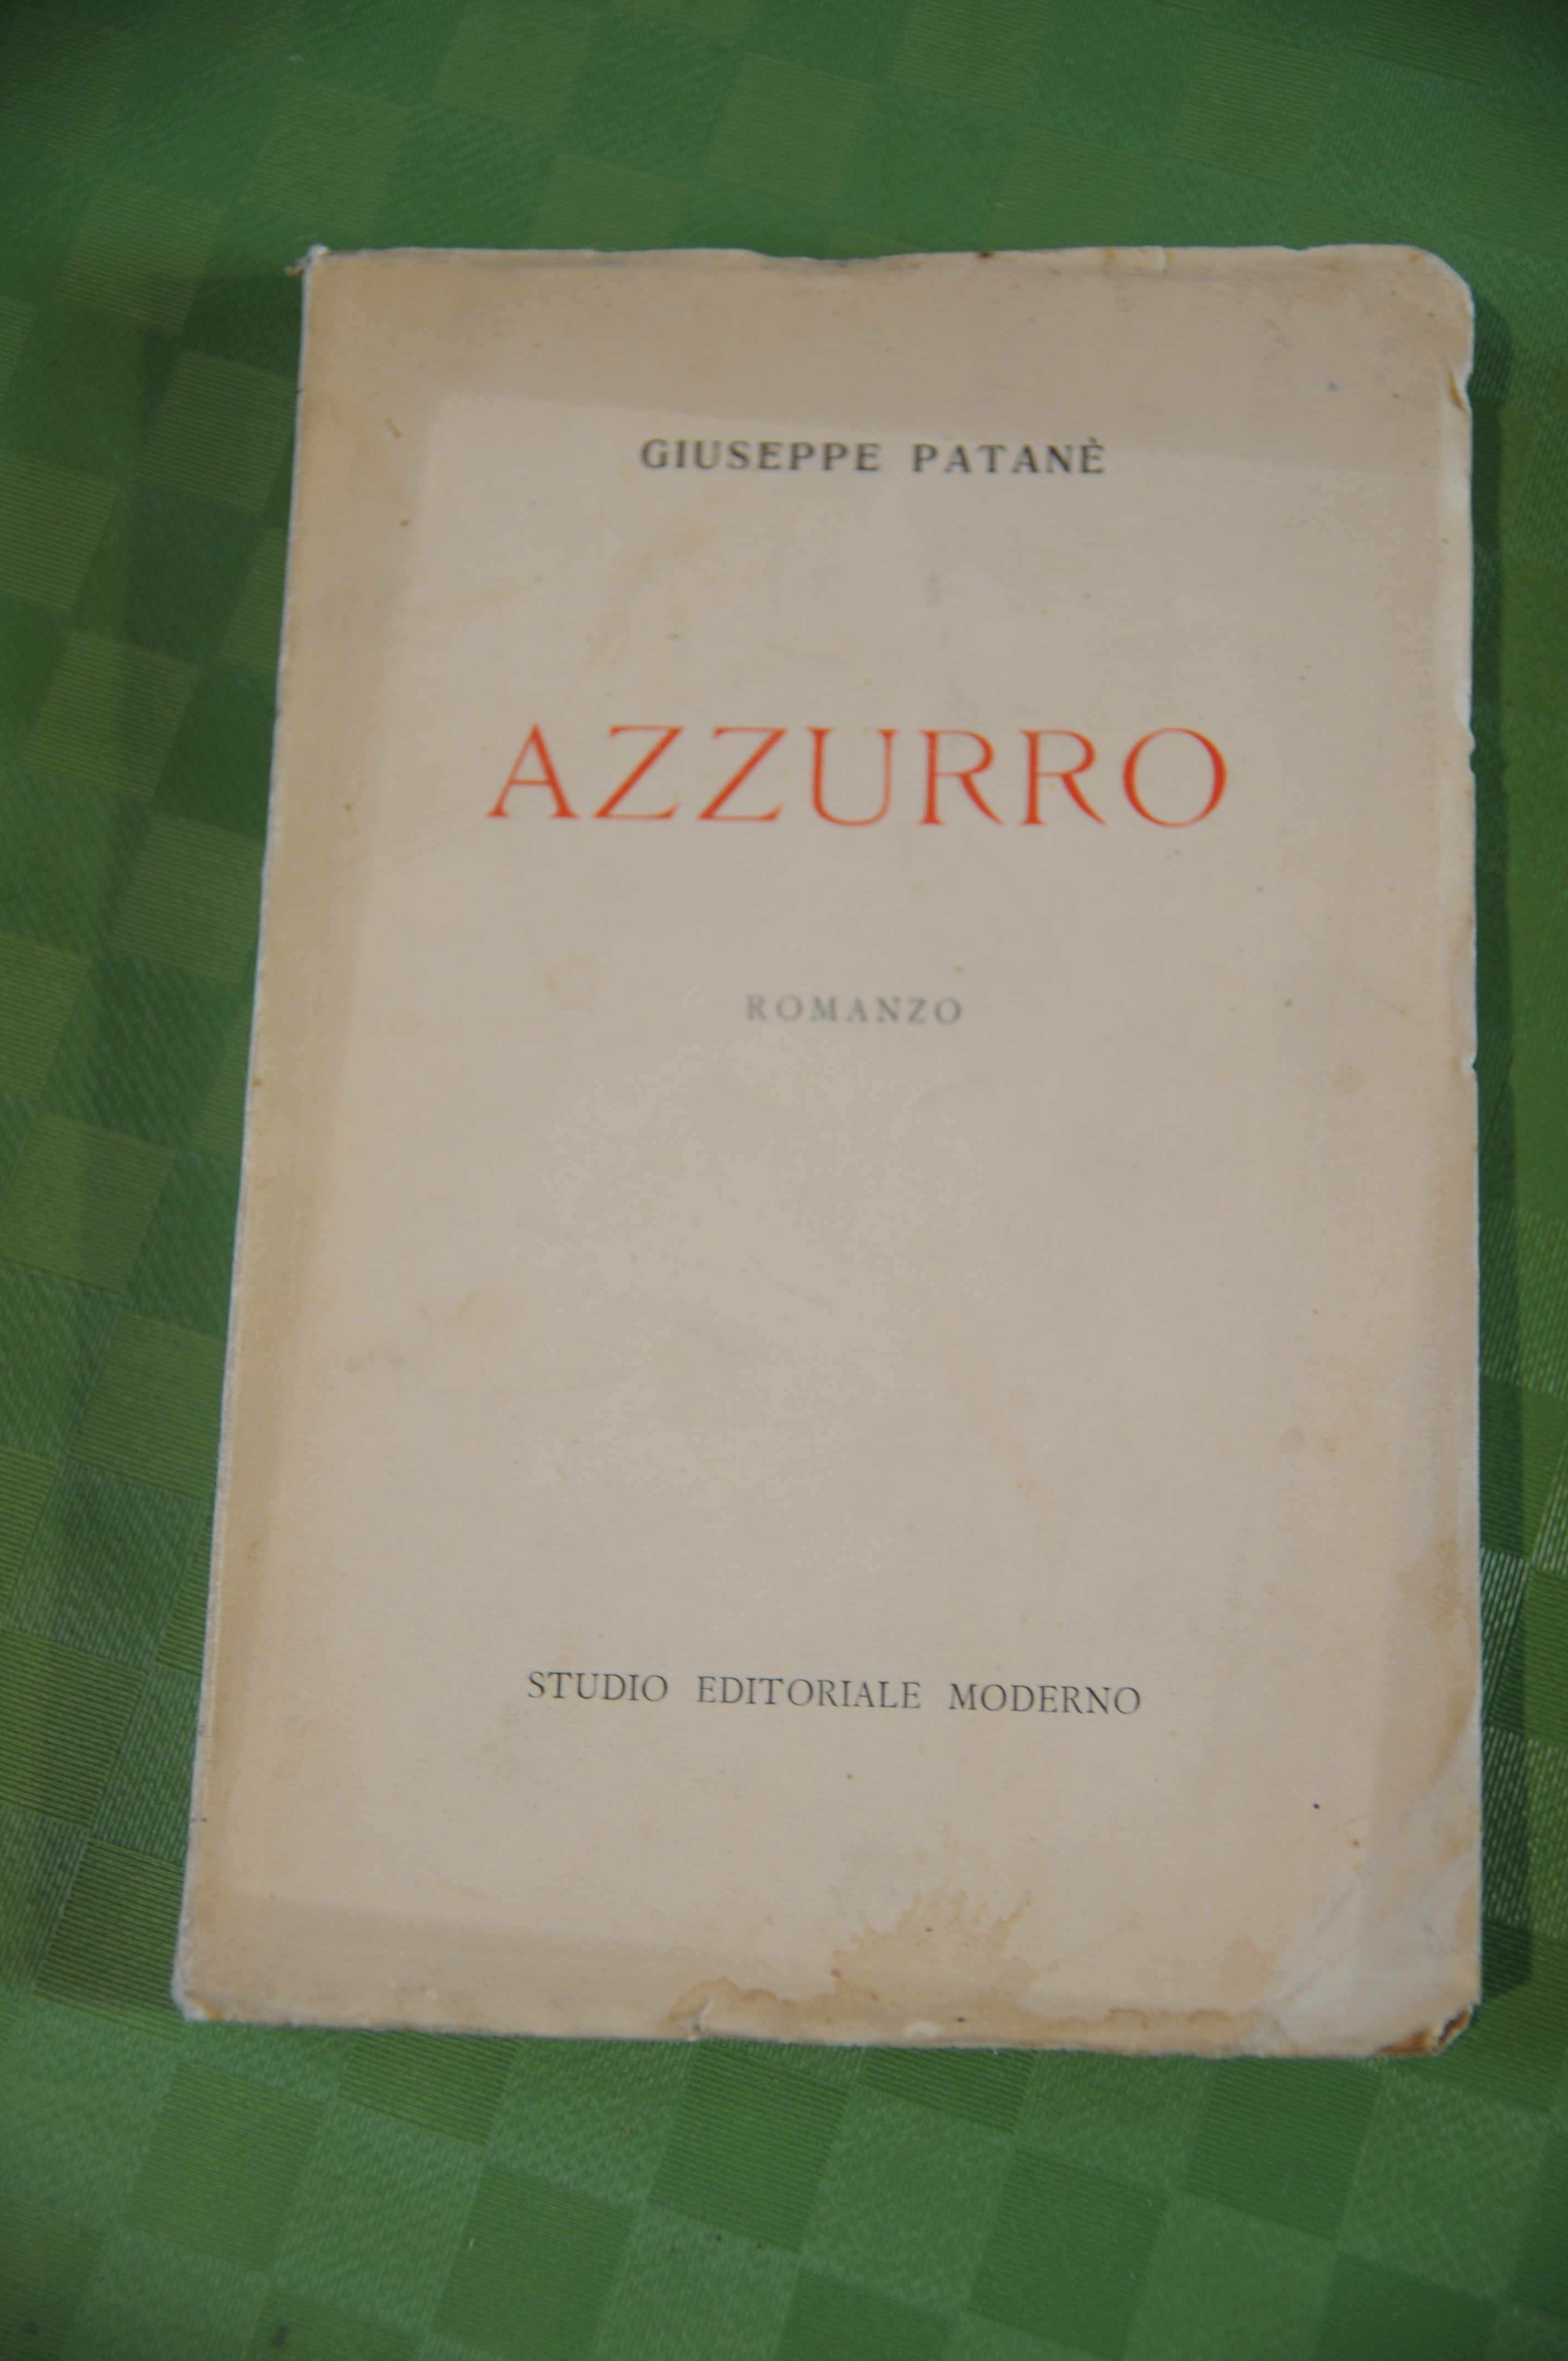 GIUSEPPE PATANÈ
AZZURRO
ROMANZO
STUDIO EDITORIALE MODERNO